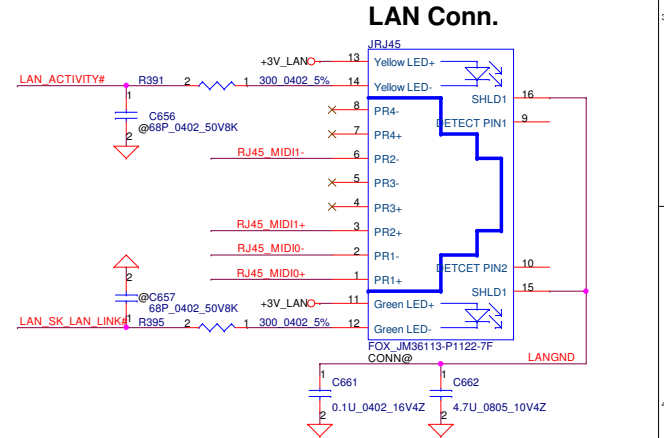 LAN Conn.
JRJ45
+3V_LAN 13 Yellow LED+
LAN_ACTIVITY# R391 2 1 300_0402_5% 14 Yellow LED-
SHLD1 16
1
C656
@68P_0402_50V8K
2
8 PR4-
DETECT PIN1 9
7 PR4+
RJ45_MIDI1- 6 PR2-
5 PR3-
4 PR3+
RJ45_MIDI1+ 3 PR2+
RJ45_MIDI0- 2 PR1-
DETCET PIN2 10
RJ45_MIDI0+ 1 PR1+
2
@C657
68P_0402_50V8K
1
SHLD1 15
+3V_LAN 11 Green LED+
LAN_SK_LAN_LINK# R395 2 1 300_0402_5% 12 Green LED-
FOX_JM36113-P1122-7F
CONN@
LANGND
1 1
C661 C662
0.1U_0402_16V4Z 4.7U_0805_10V4Z
2 2
3
4